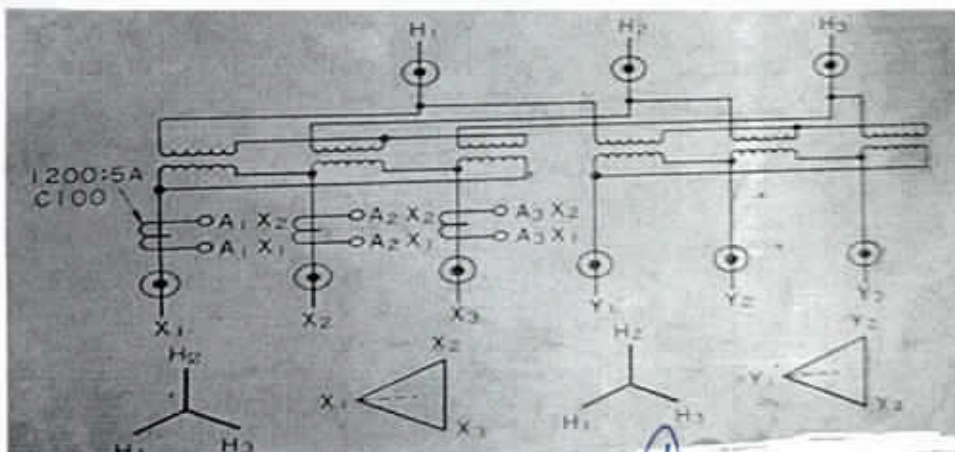 H1 H2 H3
1200:5A
C100
A1 X2 A2 X2 A3 X2
A1 X1 A2 X1 A3 X1
X1 X2 X3 Y1 Y2
H2 X2 H2
X1 Y1
H1 H3 X3 H1 H3